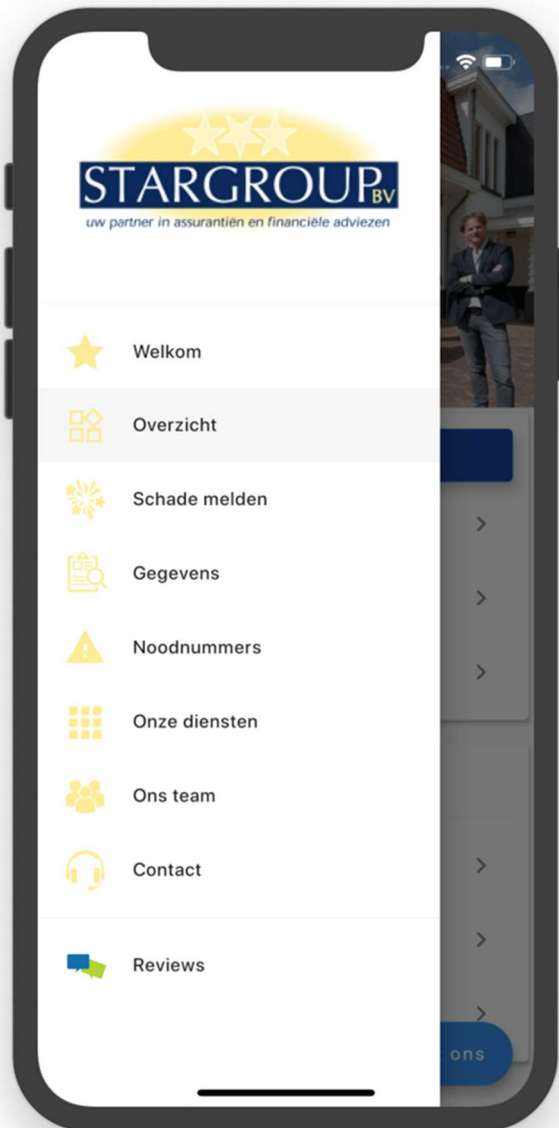 STARGROUP BV
uw partner in assurantiën en financiële adviezen
Welkom
Overzicht
Schade melden
Gegevens
Noodnummers
Onze diensten
Ons team
Contact
Reviews
ons